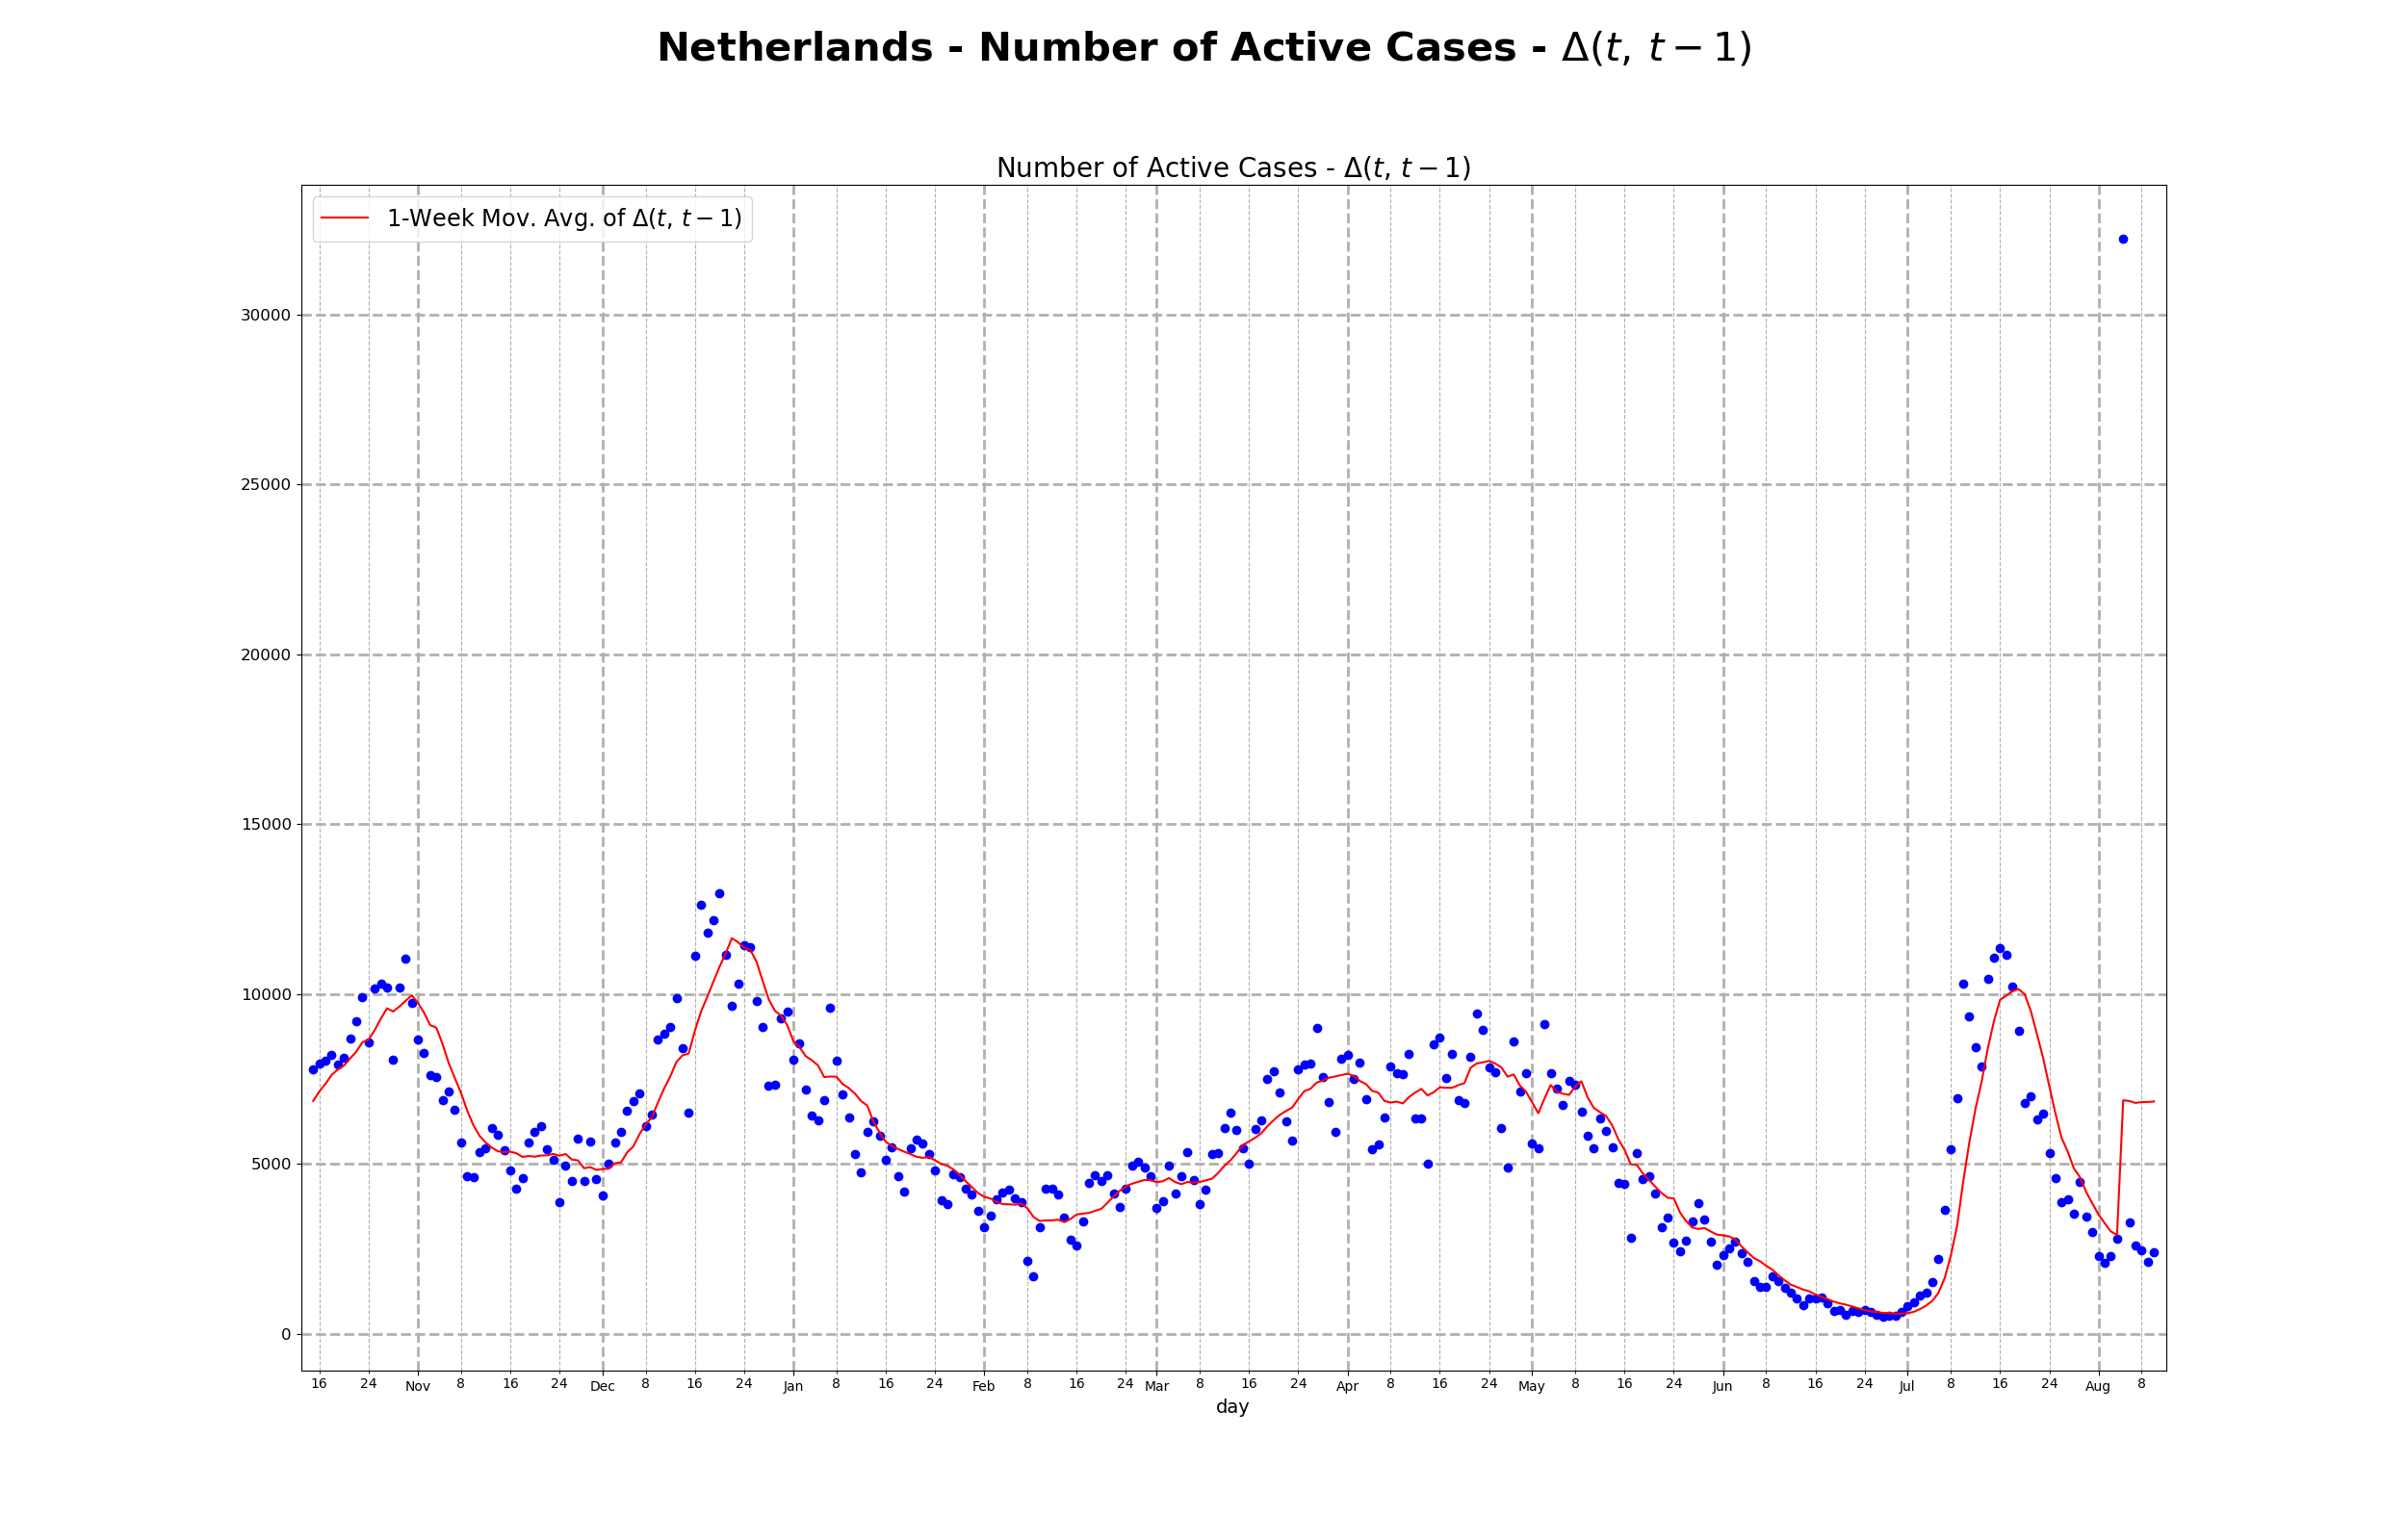 Netherlands - Number of Active Cases - Δ(t, t − 1)
Number of Active Cases - Δ(t, t − 1)
1-Week Mov. Avg. of Δ(t, t − 1)
30000
25000
20000
15000
10000
5000
0
16 24 Nov 8 16 24 Dec 8 16 24 Jan 8 16 24 Feb 8 16 24 Mar 8 16 24 Apr 8 16 24 May 8 16 24 Jun 8 16 24 Jul 8 16 24 Aug 8
day